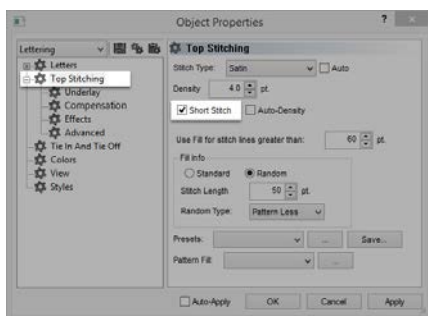 Object Properties
?
Lettering
Letters
Top Stitching
Underlay
Compensation
Effects
Advanced
Tie In And Tie Off
Colors
View
Styles
Top Stitching
Stitch Type: Satin Auto
Density 4.0 pt.
Short Stitch Auto-Density
Use Fill for stitch lines greater than: 60 pt.
Fill info
Standard Random
Stitch Length 50 pt.
Random Type: Pattern Less
Presets: ... Save...
Pattern Fill: ...
Auto-Apply OK Cancel Apply